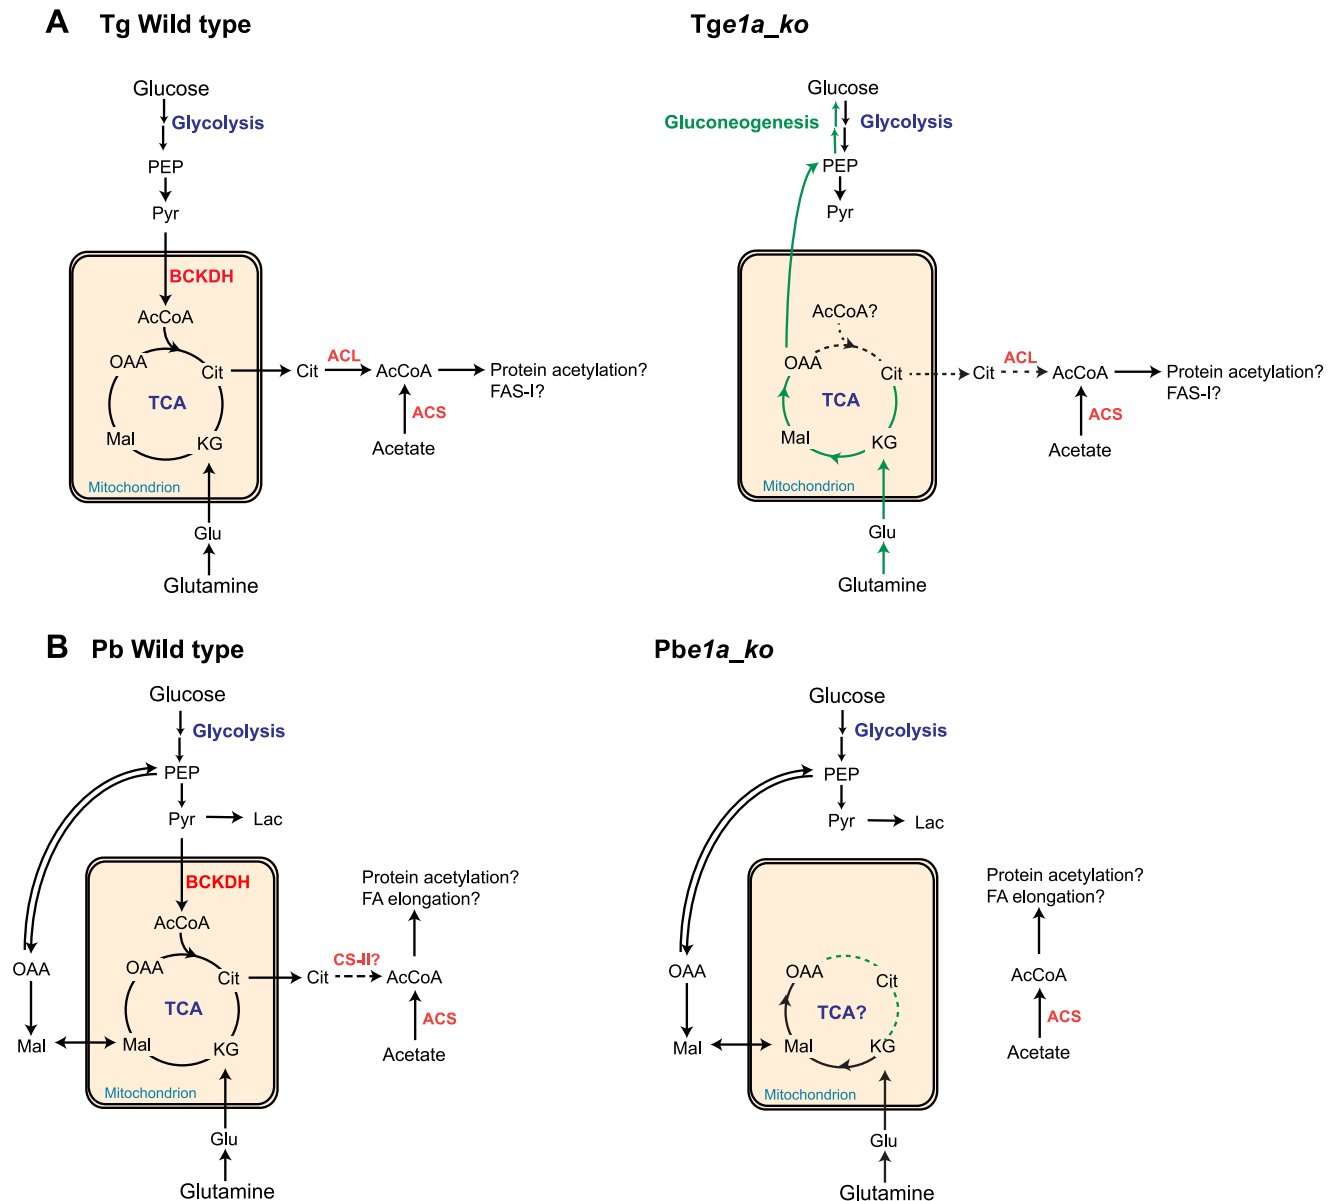 A Tg Wild type
Glucose
Glycolysis
PEP
Pyr
BCKDH
AcCoA
OAA
Cit
TCA
Mal
KG
Mitochondrion
Cit
ACL
AcCoA
Protein acetylation?
FAS-I?
ACS
Acetate
Glu
Glutamine
Tge1a_ko
Glucose
Gluconeogenesis
Glycolysis
PEP
Pyr
AcCoA?
OAA
Cit
TCA
Mal
KG
Mitochondrion
Cit
ACL
AcCoA
Protein acetylation?
FAS-I?
ACS
Acetate
Glu
Glutamine
B Pb Wild type
Glucose
Glycolysis
PEP
Pyr
Lac
BCKDH
AcCoA
OAA
OAA
Cit
TCA
Mal
Mal
KG
Mitochondrion
Cit
CS-II?
AcCoA
Protein acetylation?
FA elongation?
ACS
Acetate
Glu
Glutamine
Pbe1a_ko
Glucose
Glycolysis
PEP
Pyr
Lac
OAA
OAA
Cit
TCA?
Mal
Mal
KG
Mitochondrion
Protein acetylation?
FA elongation?
AcCoA
ACS
Acetate
Glu
Glutamine